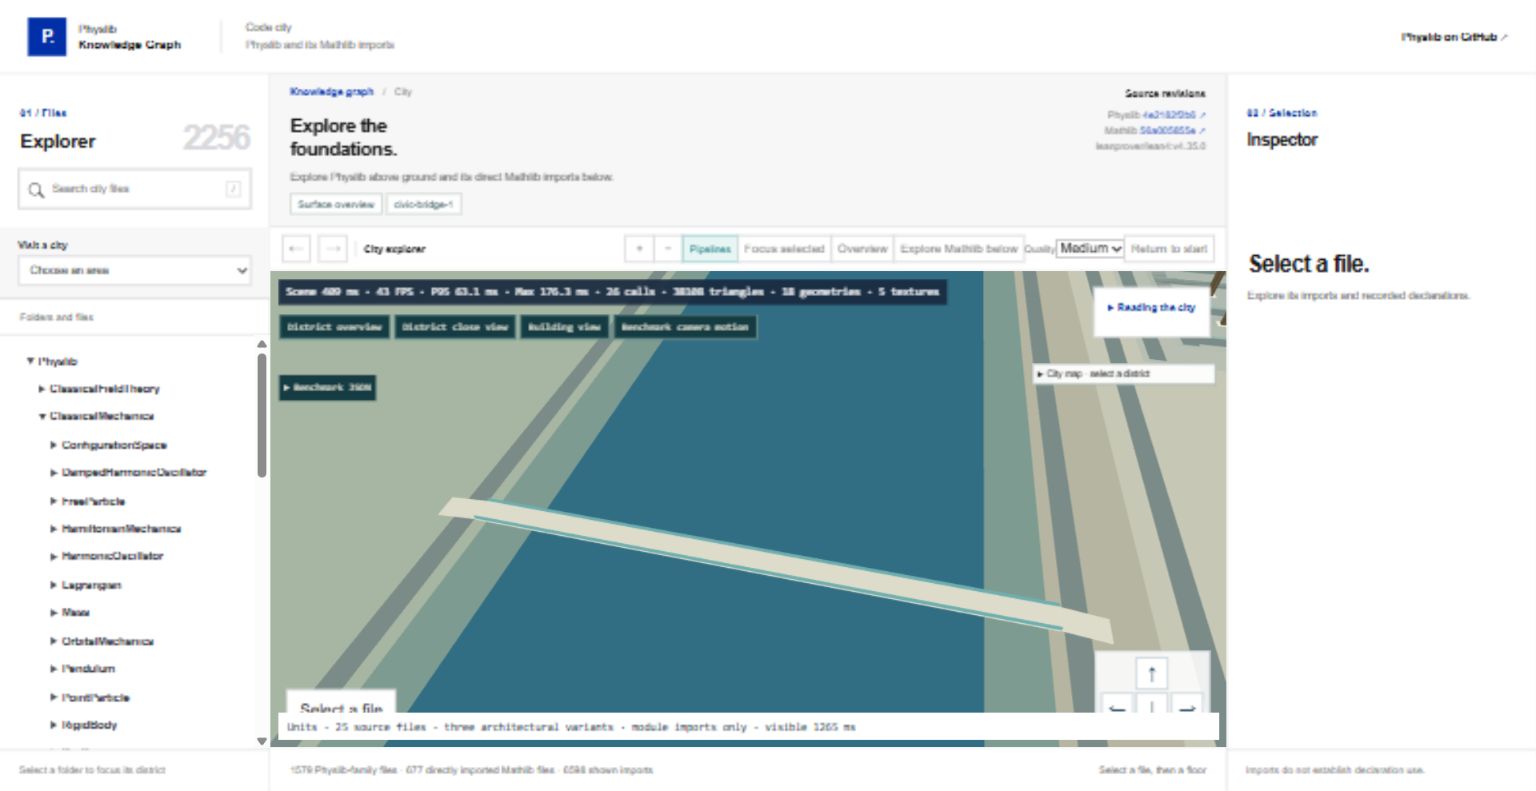 P.
Physlib
Knowledge Graph
Code city
Physlib and its Mathlib imports
Physlib on GitHub ↗
01 / Files
Explorer
2256
Search city files
/
Visit a city
Choose an area
Folders and files
▼ Physlib
▶ ClassicalFieldTheory
▼ ClassicalMechanics
▶ ConfigurationSpace
▶ DampedHarmonicOscillator
▶ FreeParticle
▶ HamiltonianMechanics
▶ HarmonicOscillator
▶ Lagrangian
▶ Mass
▶ OrbitalMechanics
▶ Pendulum
▶ PointParticle
▶ RigidBody
Select a folder to focus its district
Knowledge graph / City
Explore the
foundations.
Explore Physlib above ground and its direct Mathlib imports below.
Surface overview
civic-bridge-1
Source revisions
Physlib
Mathlib
← → City explorer
+ − Pipelines Focus selected Overview Explore Mathlib below Quality Medium Return to start
Scene 409 ms · 43 FPS · P95 63.1 ms · Max 176.3 ms · 26 calls · 38108 triangles · 18 geometries · 5 textures
District overview District close view Building view Benchmark camera motion
▶ Benchmark JSON
▶ Reading the city
▶ City map · select a district
Select a file
↑
← ↓ →
Units · 25 source files · three architectural variants · module imports only · visible 1265 ms
1579 Physlib-family files · 677 directly imported Mathlib files · 6598 shown imports
Select a file, then a floor
02 / Selection
Inspector
Select a file.
Explore its imports and recorded declarations.
Imports do not establish declaration use.